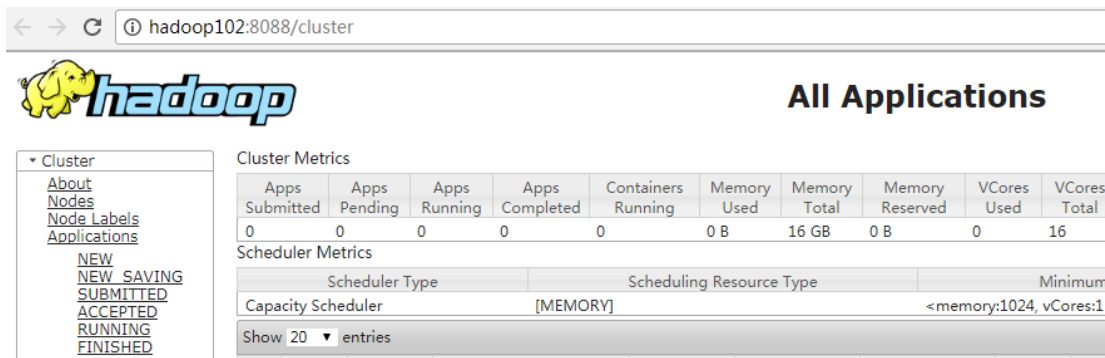 hadoop102:8088/cluster
hadoop
All Applications
Cluster
About
Nodes
Node Labels
Applications
NEW
NEW_SAVING
SUBMITTED
ACCEPTED
RUNNING
FINISHED
Cluster Metrics
Apps Submitted Apps Pending Apps Running Apps Completed Containers Running Memory Used Memory Total Memory Reserved VCores Used VCores Total
0 0 0 0 0 0 B 16 GB 0 B 0 16
Scheduler Metrics
Scheduler Type Scheduling Resource Type Minimum
Capacity Scheduler [MEMORY] <memory:1024, vCores:1
Show 20 entries